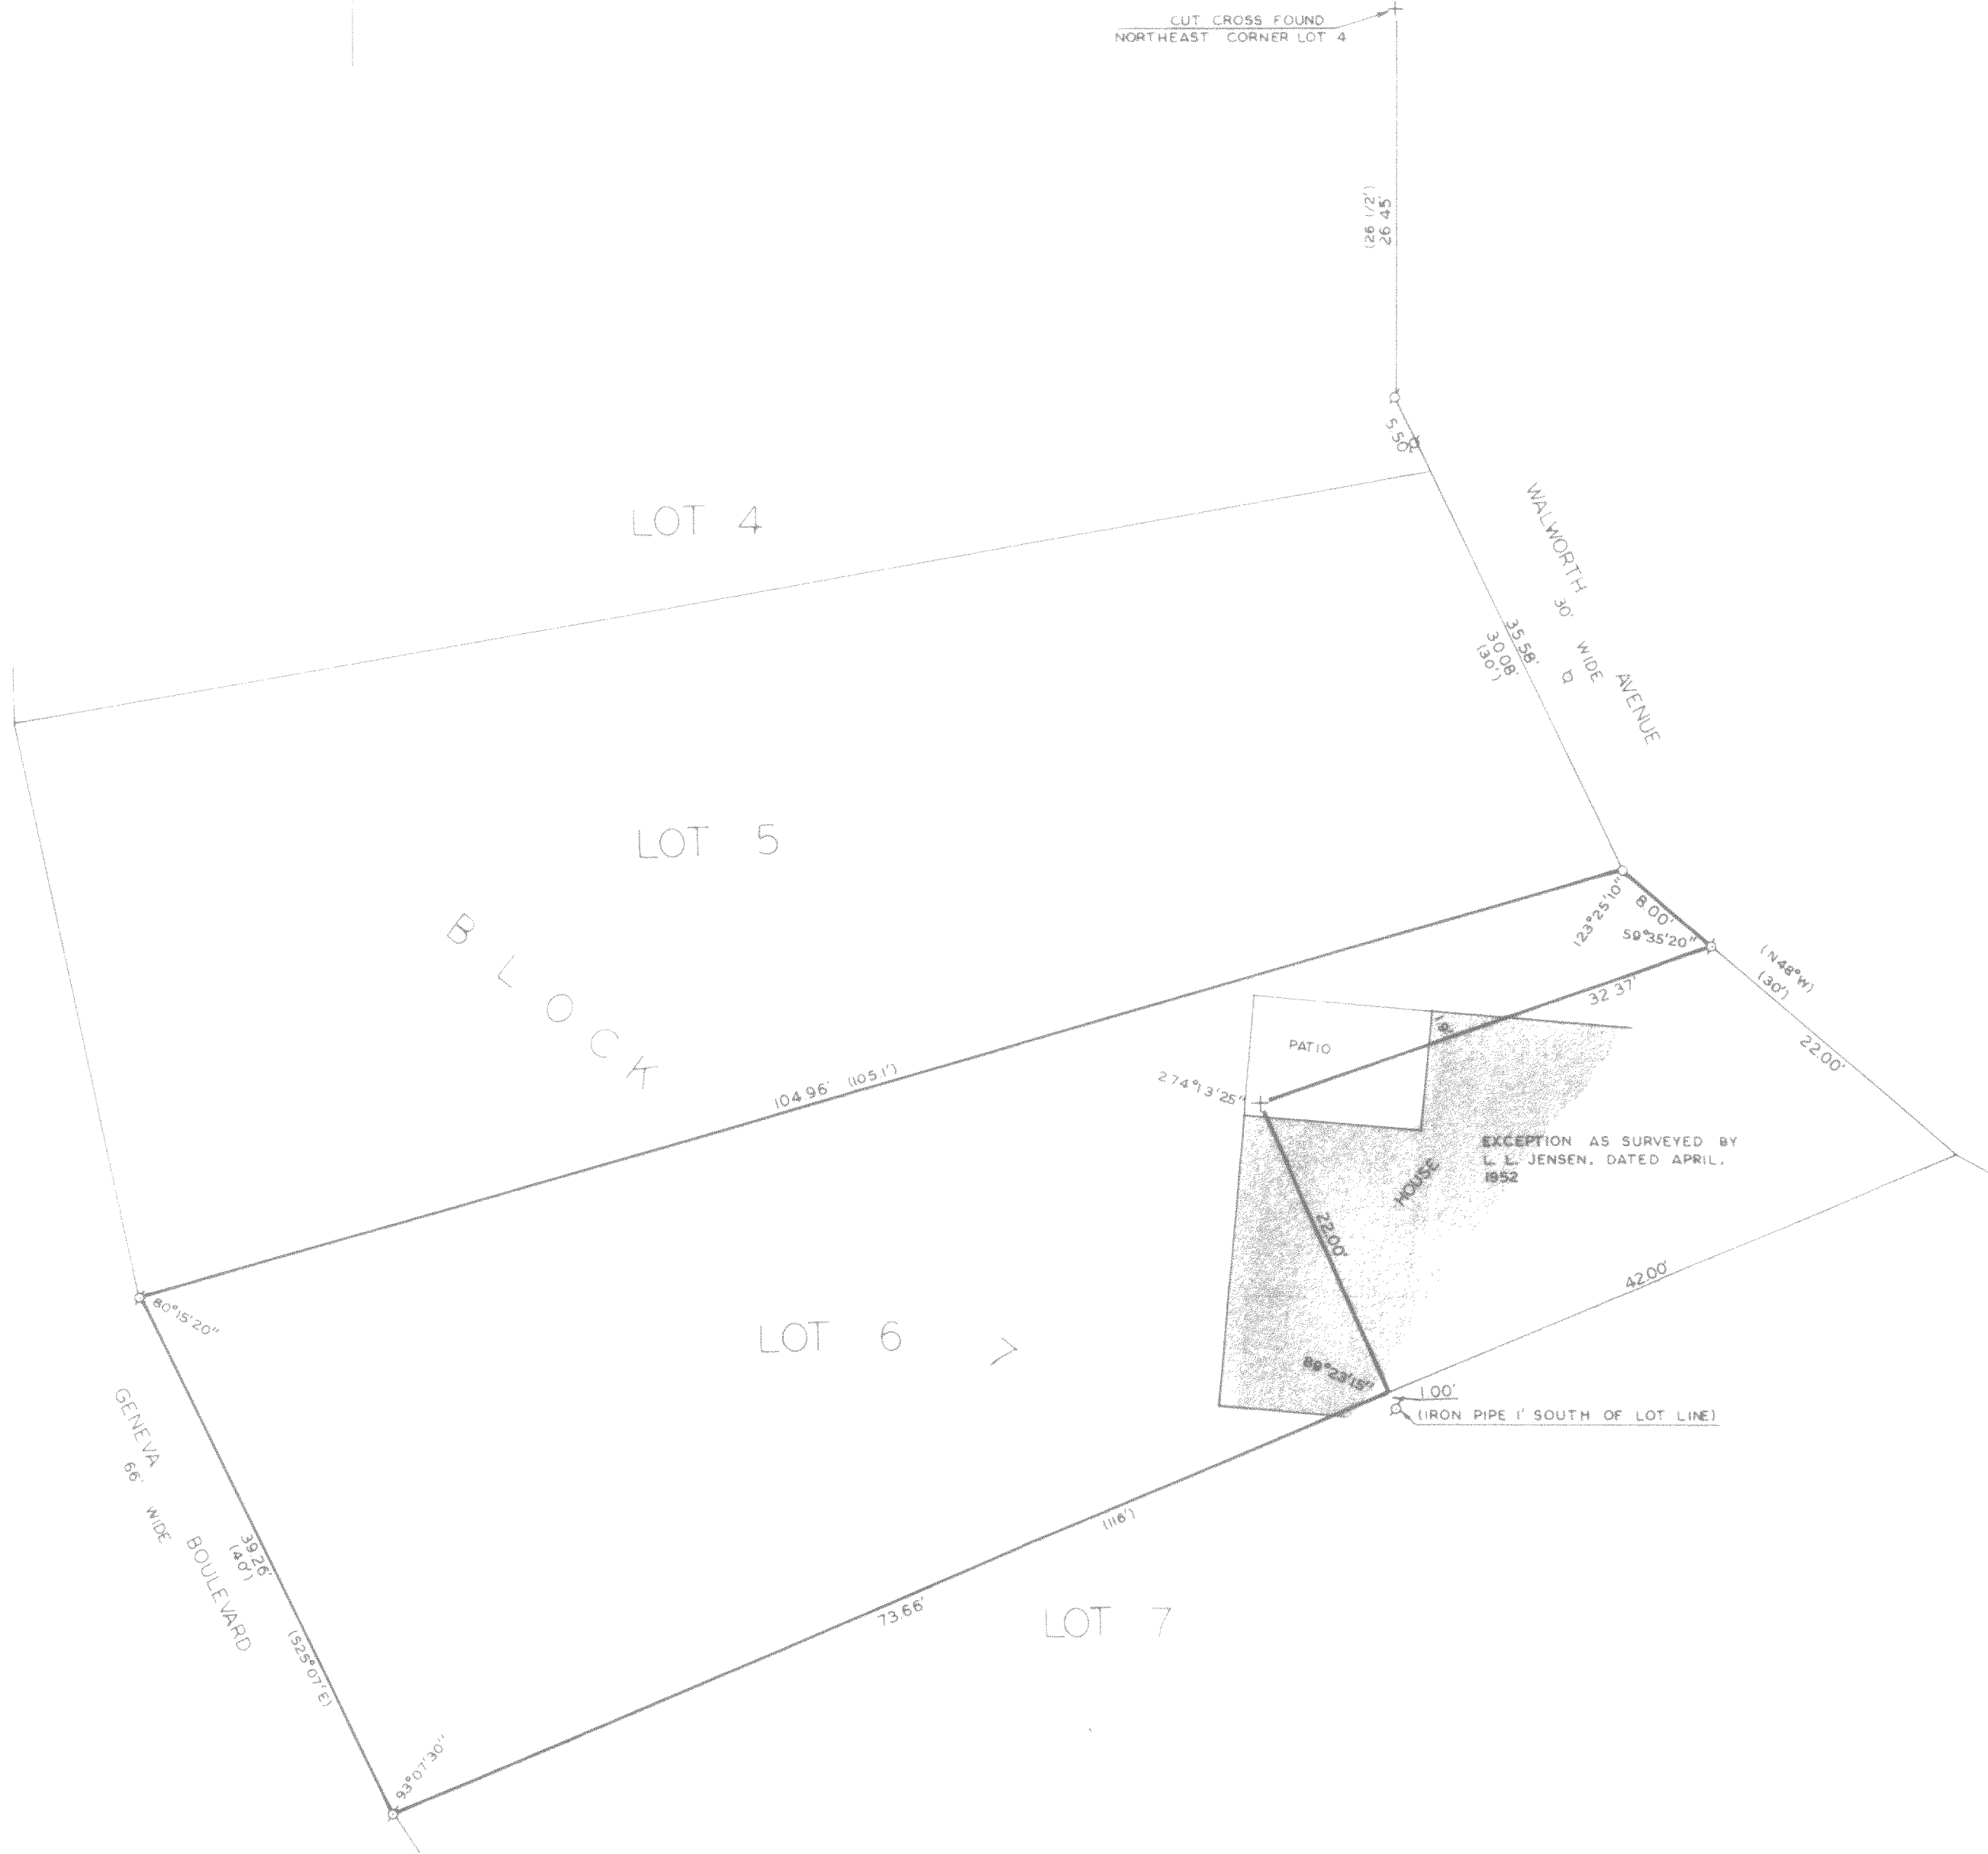 CUT CROSS FOUND
NORTHEAST CORNER LOT 4
(26 1/2')
26.45'
5.50'
LOT 4
WALWORTH AVENUE
30' WIDE
35.58'
30.08'
(30')
LOT 5
BLOCK
123°25'10"
8.00'
59°35'20"
(N48°W)
(30')
32.37'
22.00'
PATIO
274°13'25"
104.96' (105.1')
EXCEPTION AS SURVEYED BY
L. L. JENSEN, DATED APRIL,
1952
HOUSE
22.00'
42.00'
80°15'20"
LOT 6
89°23'15"
1.00'
(IRON PIPE 1' SOUTH OF LOT LINE)
GENEVA BOULEVARD
66' WIDE
39.26'
(40')
(S25°07'E)
(116')
73.66'
LOT 7
93°07'30"